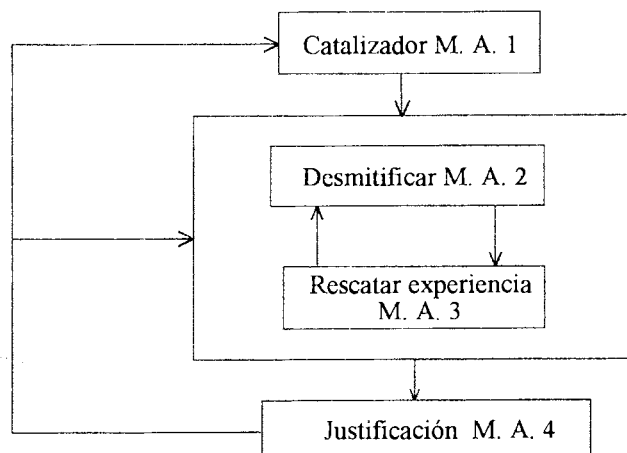 Catalizador M. A. 1
Desmitificar M. A. 2
Rescatar experiencia
M. A. 3
Justificación M. A. 4